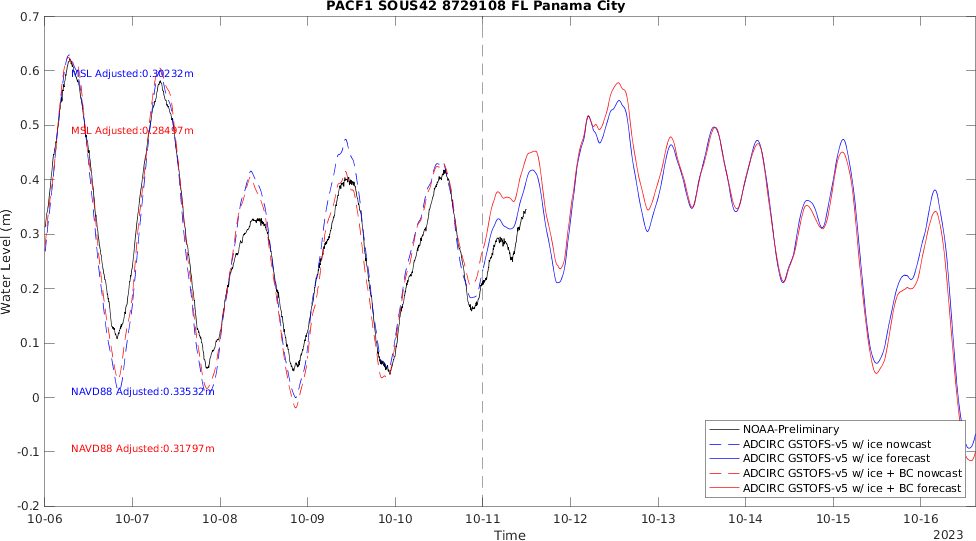 PACF1 SOUS42 8729108 FL Panama City
0.7
0.6
0.5
0.4
0.3
0.2
0.1
0
-0.1
-0.2
Water Level (m)
MSL Adjusted:0.30232m
MSL Adjusted:0.28497m
NAVD88 Adjusted:0.33532m
NAVD88 Adjusted:0.31797m
NOAA-Preliminary
ADCIRC GSTOFS-v5 w/ ice nowcast
ADCIRC GSTOFS-v5 w/ ice forecast
ADCIRC GSTOFS-v5 w/ ice + BC nowcast
ADCIRC GSTOFS-v5 w/ ice + BC forecast
10-06 10-07 10-08 10-09 10-10 10-11 10-12 10-13 10-14 10-15 10-16
Time
2023